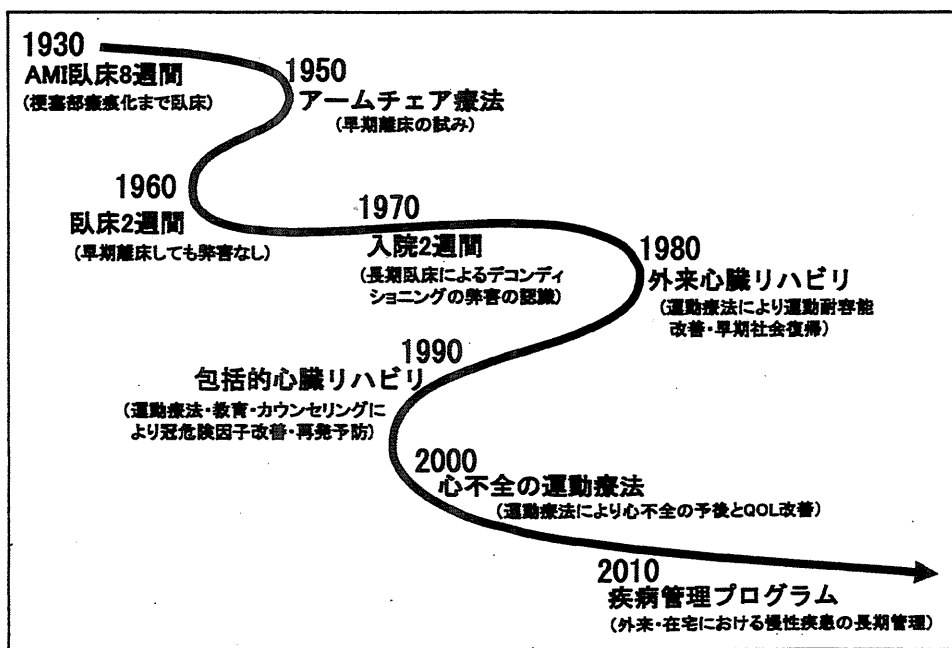 1930
AMI臥床8週間
(梗塞部瘢痕化まで臥床)
1950
アームチェア療法
(早期離床の試み)
1960
臥床2週間
(早期離床しても弊害なし)
1970
入院2週間
(長期臥床によるデコンディ
ショニングの弊害の認識)
1980
外来心臓リハビリ
(運動療法により運動耐容能
改善・早期社会復帰)
1990
包括的心臓リハビリ
(運動療法・教育・カウンセリングに
より冠危険因子改善・再発予防)
2000
心不全の運動療法
(運動療法により心不全の予後とQOL改善)
2010
疾病管理プログラム
(外来・在宅における慢性疾患の長期管理)